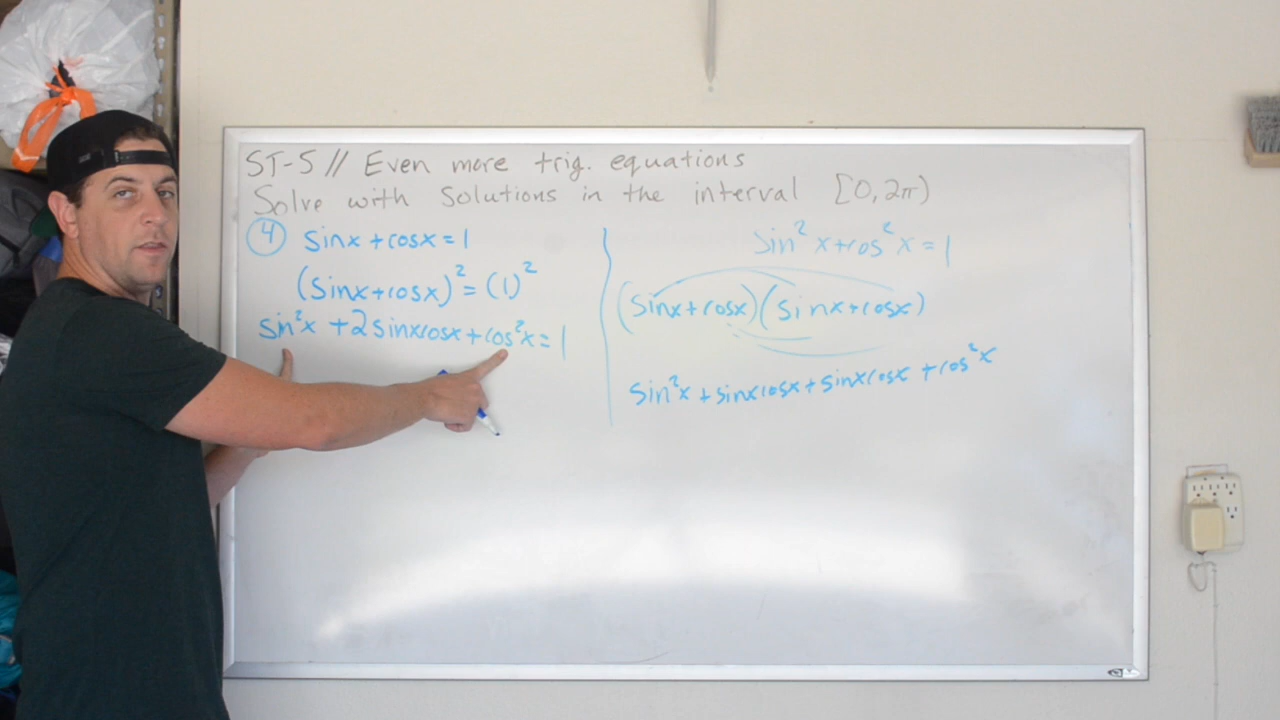 ST-5 // Even more trig. equations
Solve with Solutions in the interval [0, 2π)
④ sinx + cosx = 1
(sinx + cosx)² = (1)²
sin²x + 2sinxcosx + cos²x = 1
sin²x + cos²x = 1
(sinx + cosx)(sinx + cosx)
sin²x + sinxcosx + sinxcosx + cos²x